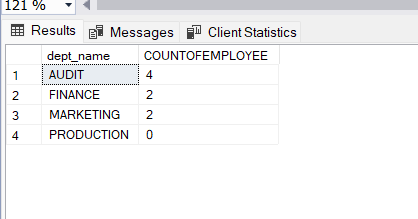 121 %
Results Messages Client Statistics
dept_name COUNTOFEMPLOYEE
1 AUDIT 4
2 FINANCE 2
3 MARKETING 2
4 PRODUCTION 0